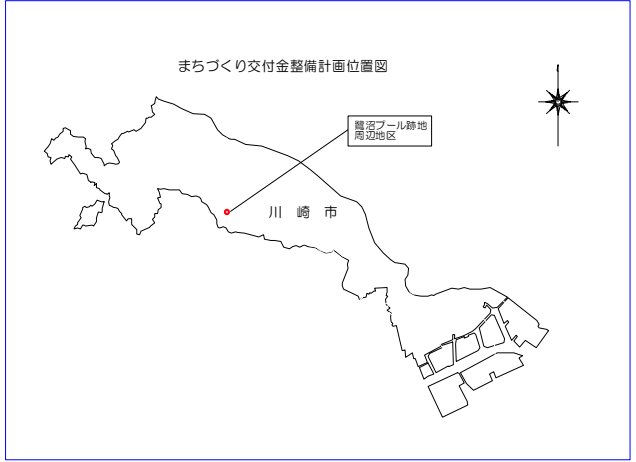 まちづくり交付金整備計画位置図
鷺沼プール跡地
周辺地区
川崎市